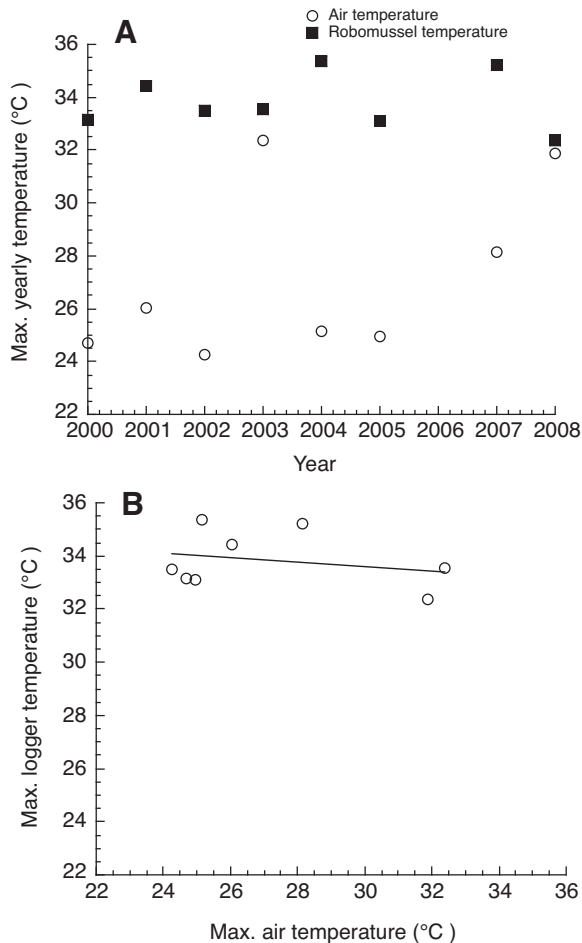 Air temperature
Robomussel temperature
A
Max. yearly temperature (°C )
36
34
32
28
26
24
22
2000 2001 2002 2003 2004 2005 2006 2007 2008
Year
B
Max. logger temperature (°C )
36
34
32
28
26
24
22
22 24 26 28 30 32 34 36
Max. air temperature (°C )